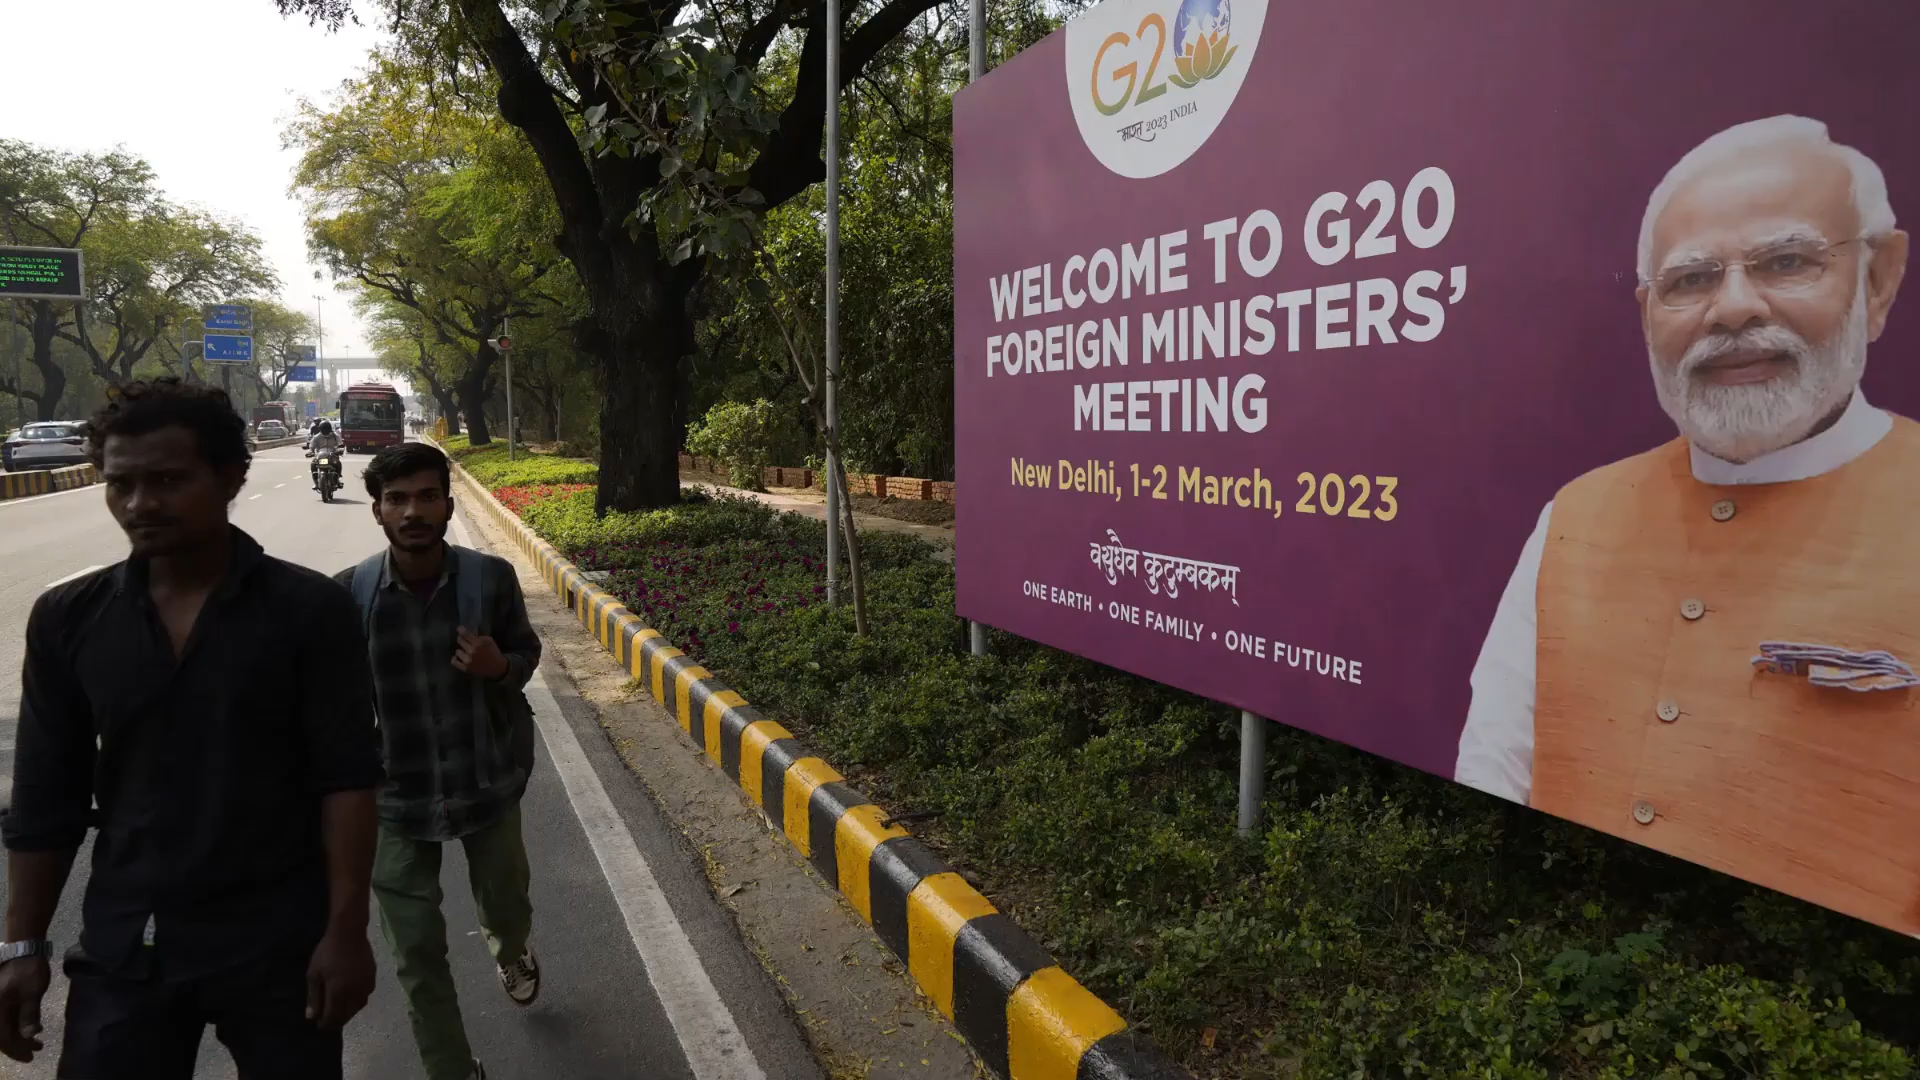 G20
भारत 2023 INDIA
WELCOME TO G20
FOREIGN MINISTERS’
MEETING
New Delhi, 1-2 March, 2023
वसुधैव कुटुम्बकम्
ONE EARTH • ONE FAMILY • ONE FUTURE